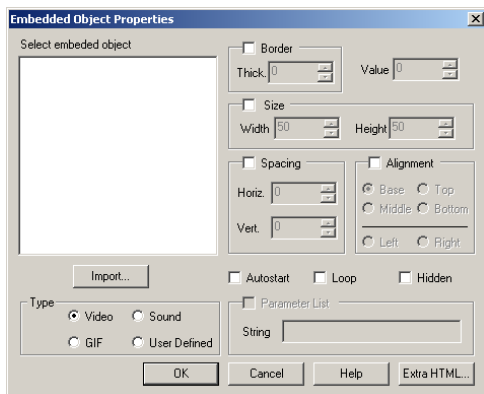 Embedded Object Properties
Select embeded object
Border
Thick. 0
Value 0
Size
Width 50
Height 50
Spacing
Horiz. 0
Vert. 0
Alignment
Base Top
Middle Bottom
Left Right
Import...
Autostart Loop Hidden
Type
Video Sound
GIF User Defined
Parameter List
String
OK Cancel Help Extra HTML...